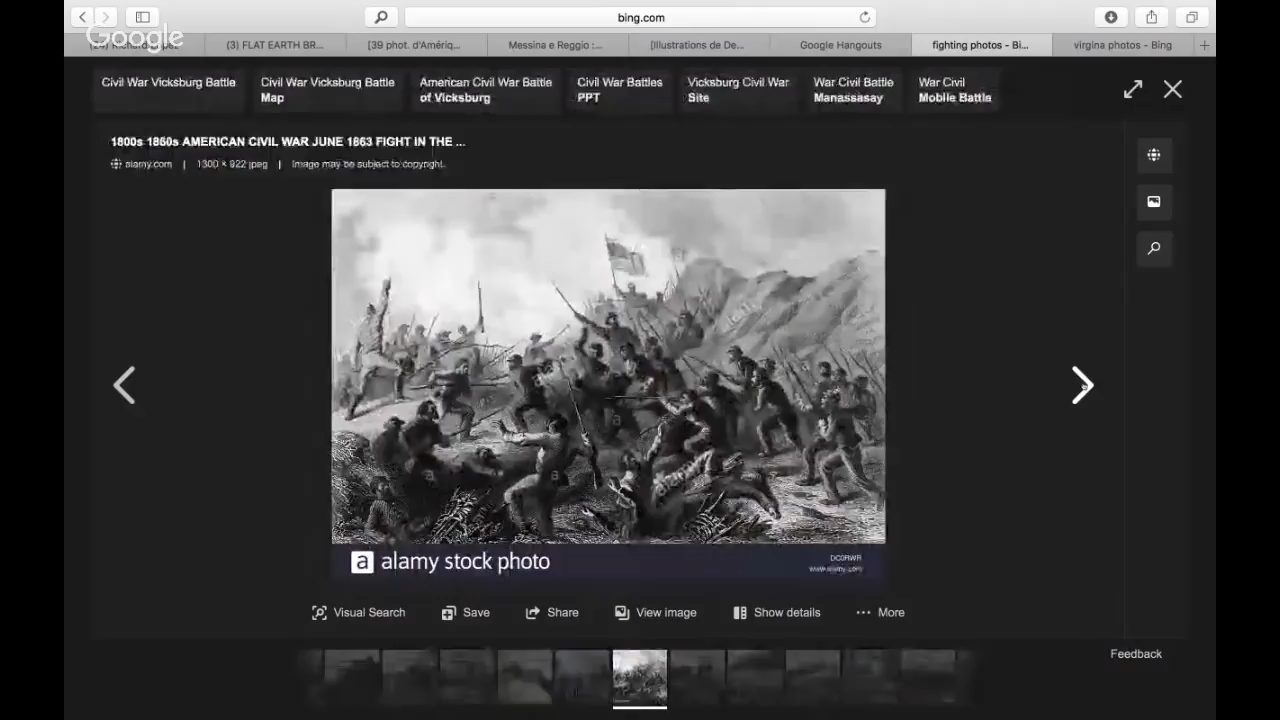 bing.com
Google
(3) FLAT EARTH BR...
[39 phot. d'Amériq...
Messina e Reggio :...
[Illustrations de De...
Google Hangouts
fighting photos - Bi...
virgina photos - Bing
Civil War Vicksburg Battle
Civil War Vicksburg Battle
Map
American Civil War Battle
of Vicksburg
Civil War Battles
PPT
Vicksburg Civil War
Site
War Civil Battle
Manassasay
War Civil
Mobile Battle
1800s 1860s AMERICAN CIVIL WAR JUNE 1863 FIGHT IN THE ...
alamy.com | 1300 × 922 jpeg | Image may be subject to copyright.
a alamy stock photo
www.alamy.com
Visual Search
Save
Share
View image
Show details
More
Feedback